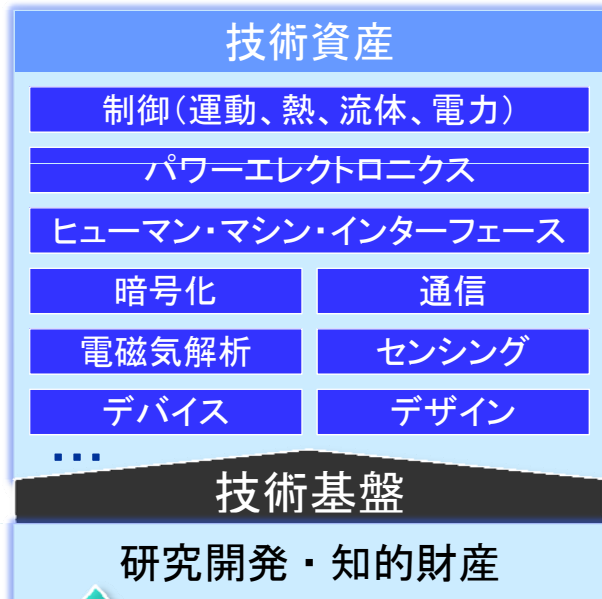 技術資産
制御（運動、熱、流体、電力）
パワーエレクトロニクス
ヒューマン・マシン・インターフェース
暗号化 通信
電磁気解析 センシング
デバイス デザイン
...
技術基盤
研究開発・知的財産